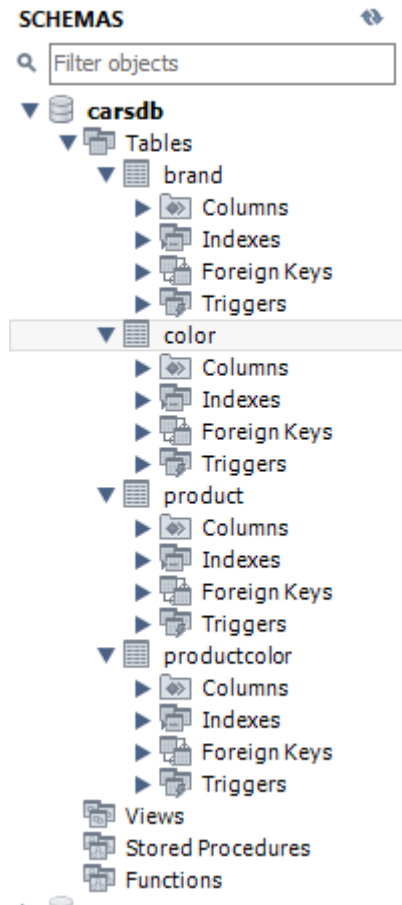 SCHEMAS
Filter objects
carsdb
Tables
brand
Columns
Indexes
Foreign Keys
Triggers
color
Columns
Indexes
Foreign Keys
Triggers
product
Columns
Indexes
Foreign Keys
Triggers
productcolor
Columns
Indexes
Foreign Keys
Triggers
Views
Stored Procedures
Functions